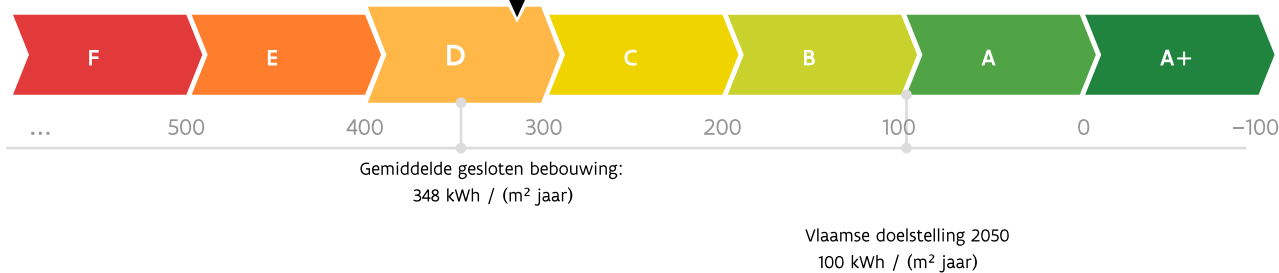 F E D C B A A+
... 500 400 300 200 100 0 –100
Gemiddelde gesloten bebouwing:
348 kWh / (m² jaar)
Vlaamse doelstelling 2050
100 kWh / (m² jaar)